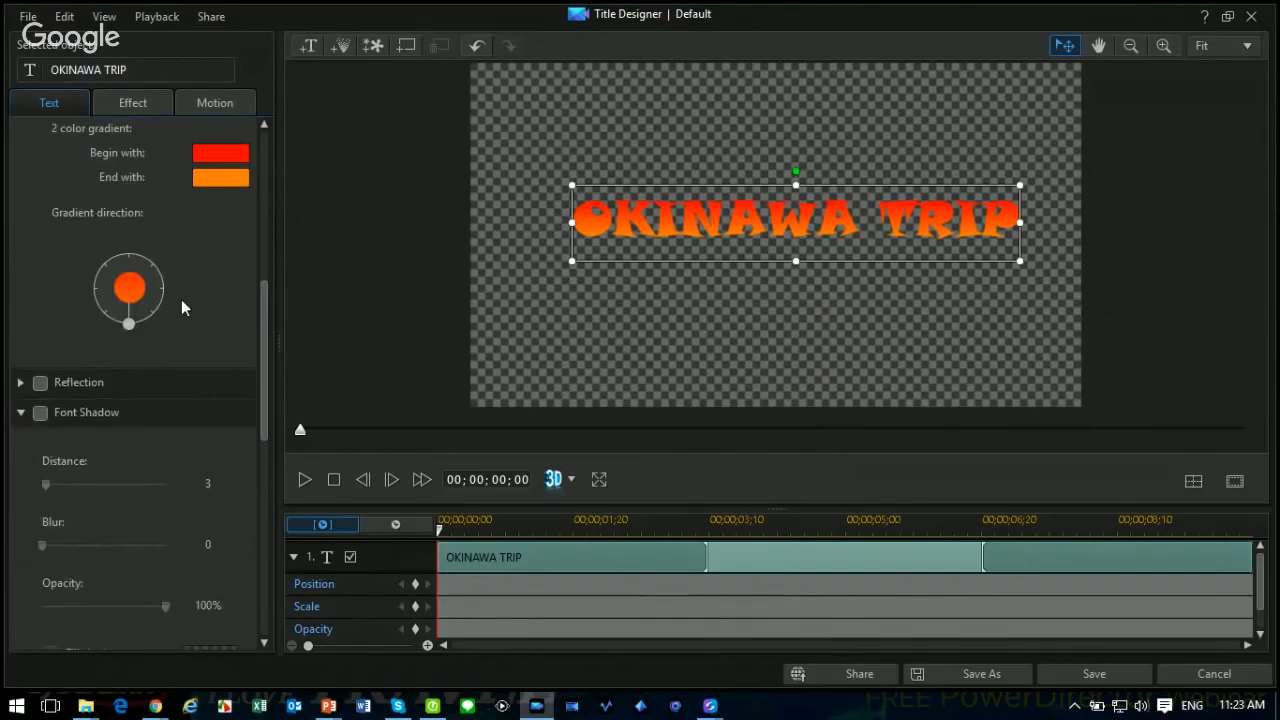 File Edit View Playback Share
Title Designer | Default
?
Google
Selected object:
T OKINAWA TRIP
Fit
Text Effect Motion
2 color gradient:
Begin with:
End with:
Gradient direction:
OKINAWA TRIP
Reflection
Font Shadow
Distance:
3
Blur:
0
Opacity:
100%
00;00;00;00
3D
00;00;00;00 00;00;01;20 00;00;03;10 00;00;05;00 00;00;06;20 00;00;08;10
1. T OKINAWA TRIP
Position
Scale
Opacity
Share Save As Save Cancel
FREE PowerDirector Webinar
ENG 11:23 AM